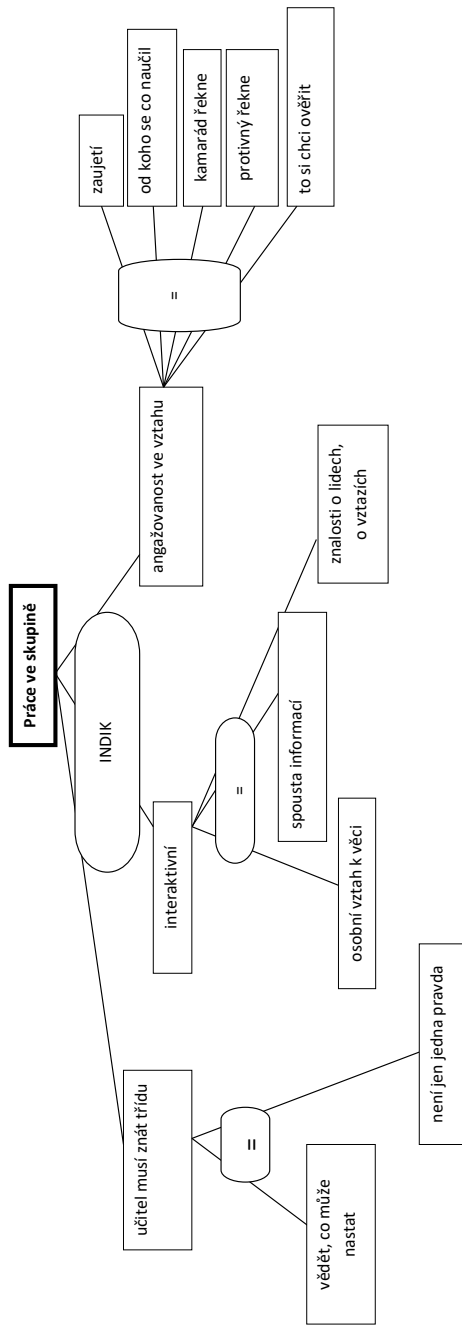 Práce ve skupině
INDIK
učitel musí znát třídu
interaktivní
angažovanost ve vztahu
=
=
=
vědět, co může
nastat
není jen jedna pravda
osobní vztah k věci
spousta informací
znalosti o lidech,
o vztazích
zaujetí
od koho se co naučil
kamarád řekne
protivný řekne
to si chci ověřit